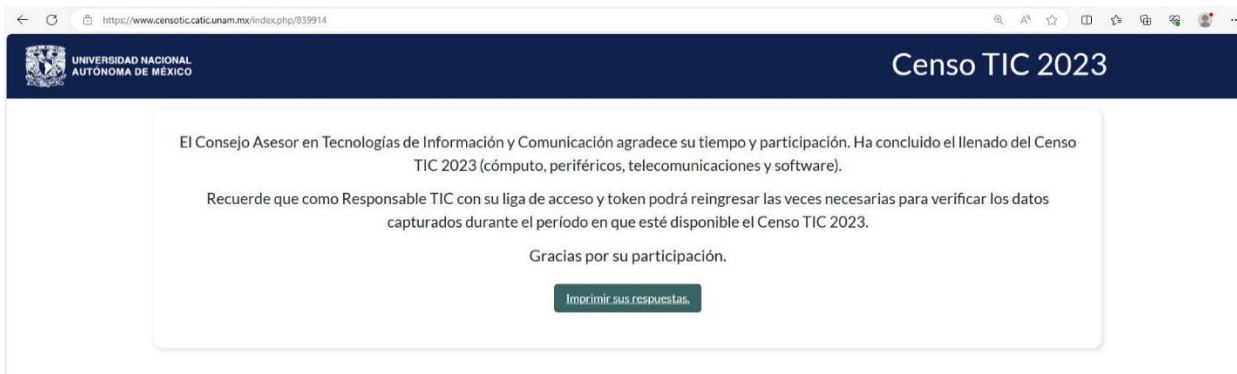 https://www.censotic.catic.unam.mx/index.php/839914
UNIVERSIDAD NACIONAL
AUTÓNOMA DE MÉXICO
Censo TIC 2023
El Consejo Asesor en Tecnologías de Información y Comunicación agradece su tiempo y participación. Ha concluido el llenado del Censo
TIC 2023 (cómputo, periféricos, telecomunicaciones y software).
Recuerde que como Responsable TIC con su liga de acceso y token podrá reingresar las veces necesarias para verificar los datos
capturados durante el período en que esté disponible el Censo TIC 2023.
Gracias por su participación.
Imprimir sus respuestas.